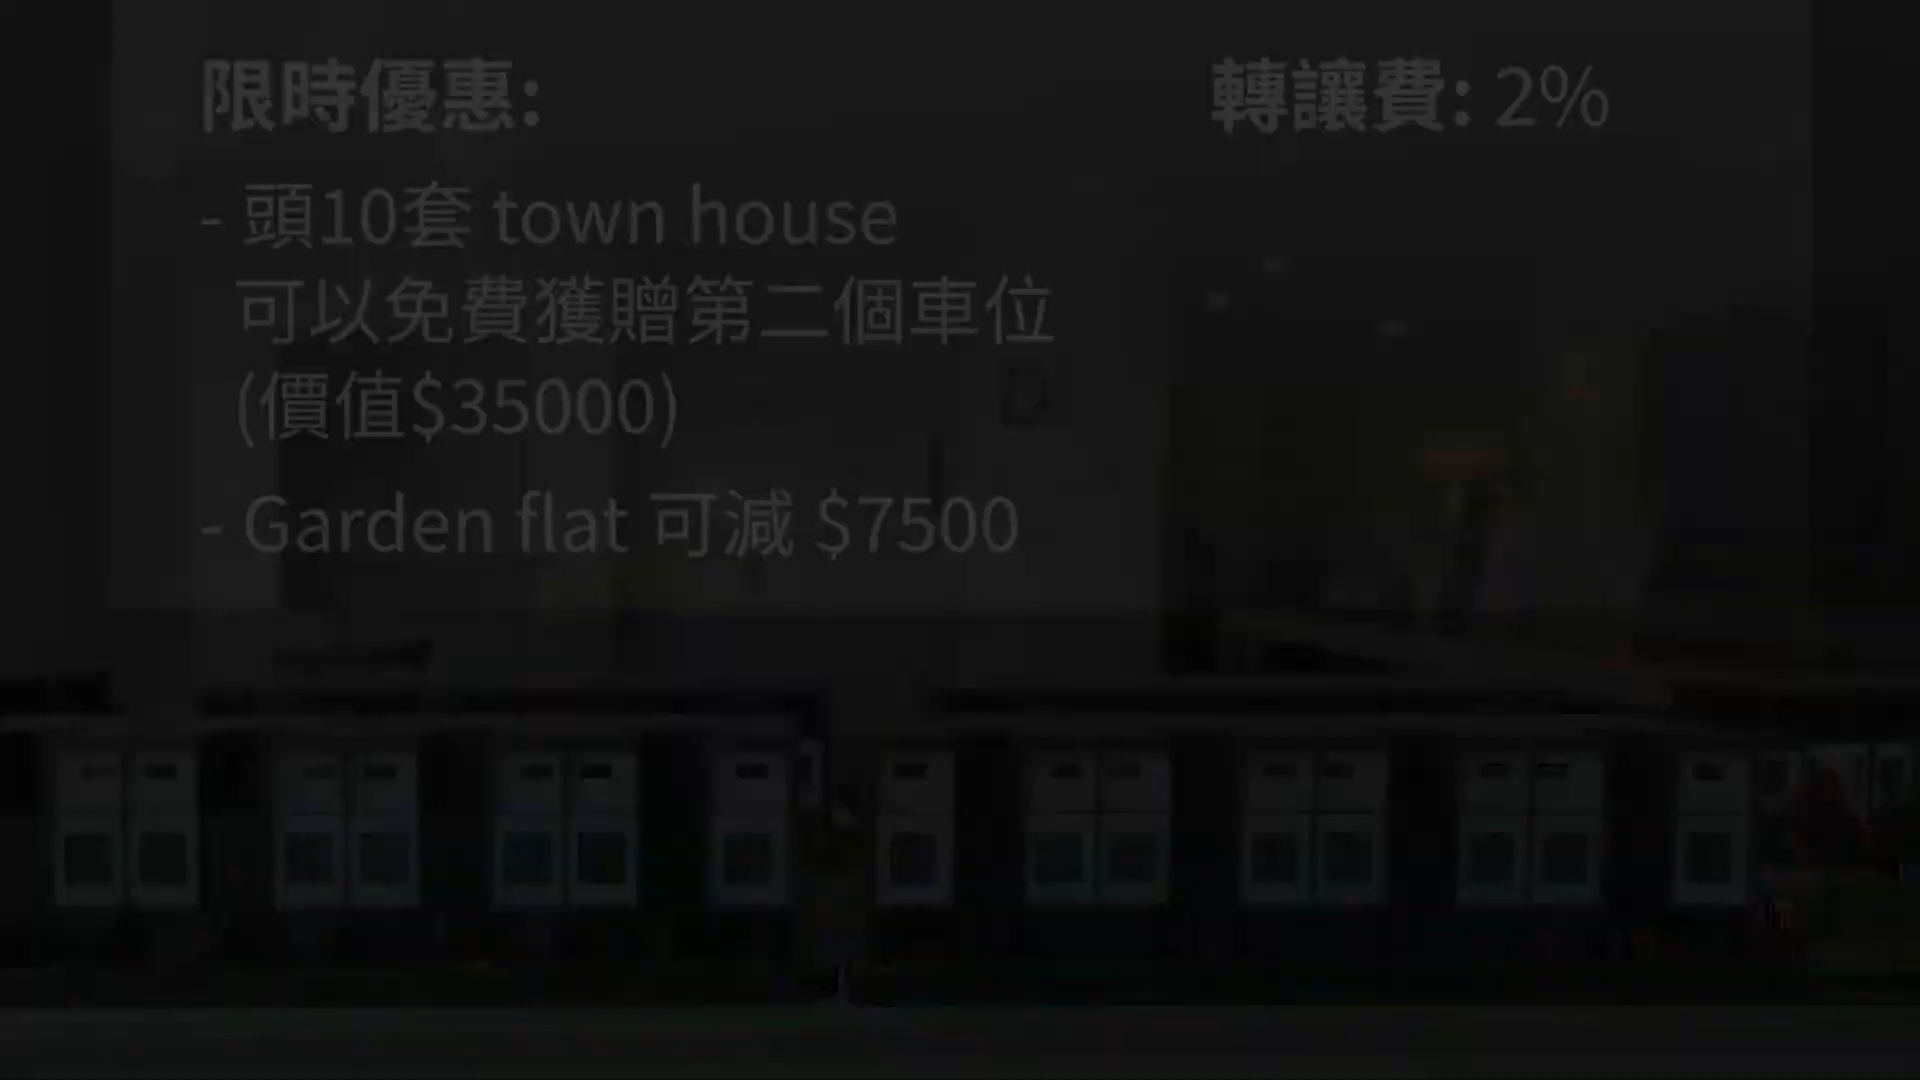 限時優惠:
轉讓費: 2%
- 頭10套 town house
可以免費獲贈第二個車位
(價值$35000)
- Garden flat 可減 $7500